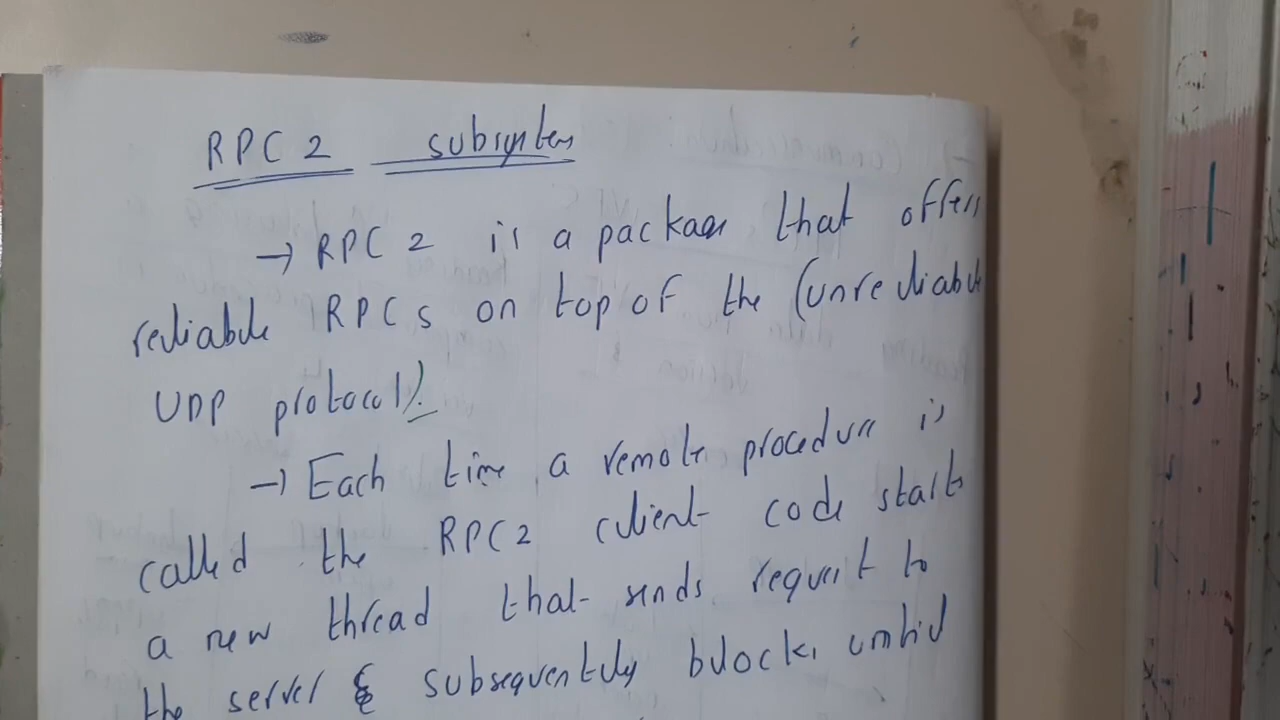 RPC 2 subsystem
→ RPC 2 is a package that offers
reliable RPCs on top of the (unreliable
UDP protocol).
→ Each time a remote procedure is
called the RPC2 client code starts
a new thread that sends request to
the server & subsequently blocks until